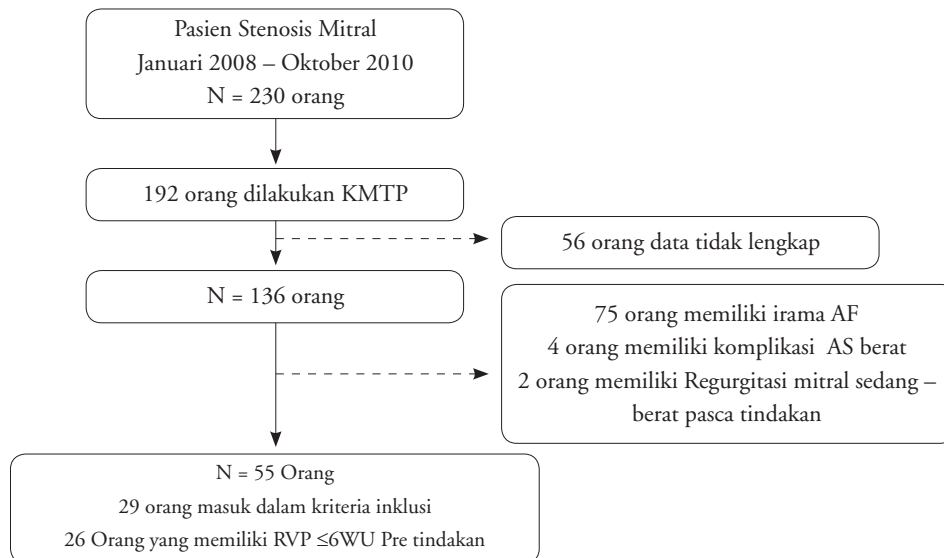 Pasien Stenosis Mitral
Januari 2008 – Oktober 2010
N = 230 orang
192 orang dilakukan KMTP
56 orang data tidak lengkap
N = 136 orang
75 orang memiliki irama AF
4 orang memiliki komplikasi AS berat
2 orang memiliki Regurgitasi mitral sedang –
berat pasca tindakan
N = 55 Orang
29 orang masuk dalam kriteria inklusi
26 Orang yang memiliki RVP ≤6WU Pre tindakan